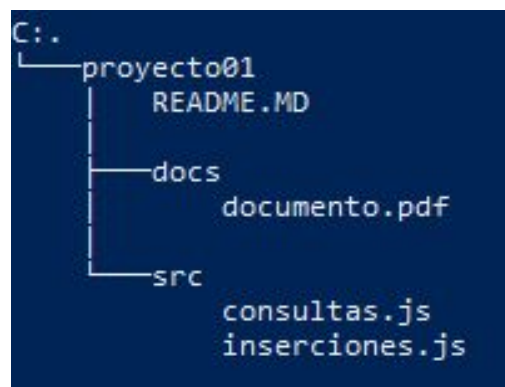 C:.
└───proyecto01
    │   README.MD
    │
    ├───docs
    │       documento.pdf
    │
    └───src
            consultas.js
            inserciones.js